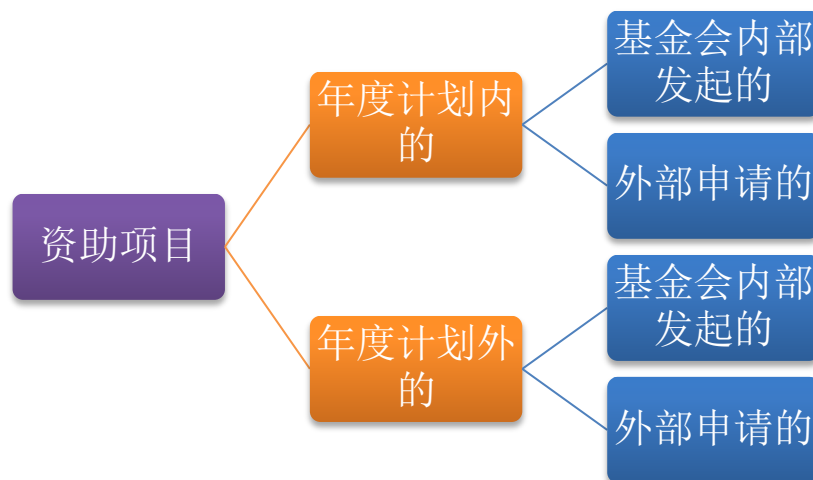 资助项目
年度计划内
的
基金会内部
发起的
外部申请的
年度计划外
的
基金会内部
发起的
外部申请的